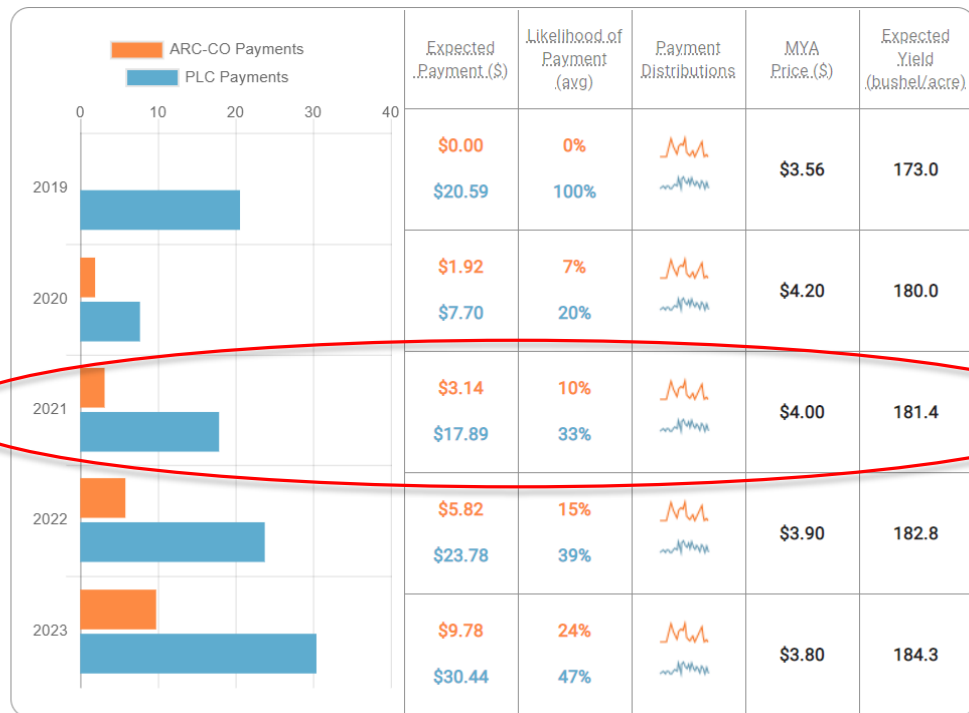 ARC-CO Payments
PLC Payments
Expected
Payment ($)
Likelihood of
Payment
(avg)
Payment
Distributions
MYA
Price ($)
Expected
Yield
(bushel/acre)
0 10 20 30 40
2019
$0.00 0%
$20.59 100%
$3.56 173.0
2020
$1.92 7%
$7.70 20%
$4.20 180.0
2021
$3.14 10%
$17.89 33%
$4.00 181.4
2022
$5.82 15%
$23.78 39%
$3.90 182.8
2023
$9.78 24%
$30.44 47%
$3.80 184.3